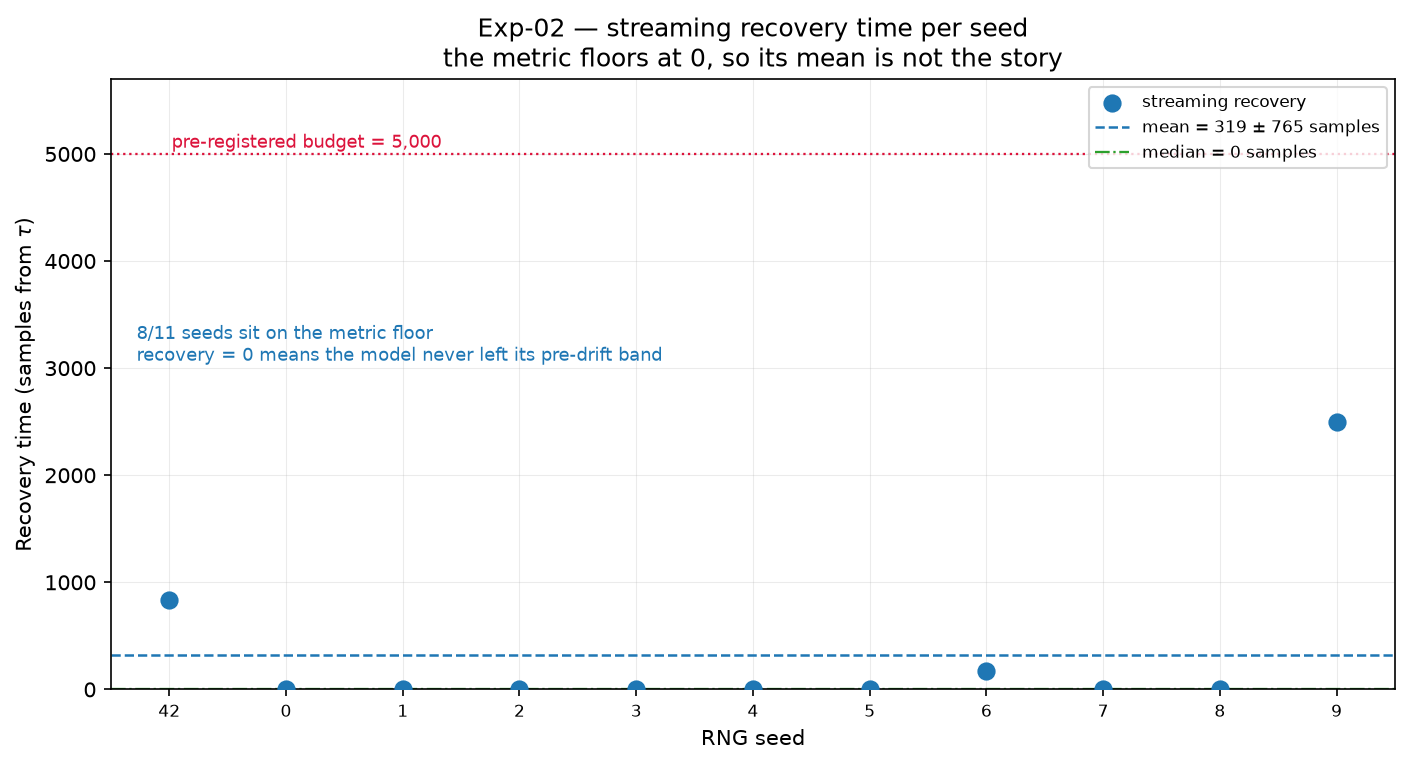 Exp-02 — streaming recovery time per seed
the metric floors at 0, so its mean is not the story
streaming recovery
mean = 319 ± 765 samples
median = 0 samples
pre-registered budget = 5,000
8/11 seeds sit on the metric floor
recovery = 0 means the model never left its pre-drift band
Recovery time (samples from τ)
5000
4000
3000
2000
1000
0
42 0 1 2 3 4 5 6 7 8 9
RNG seed